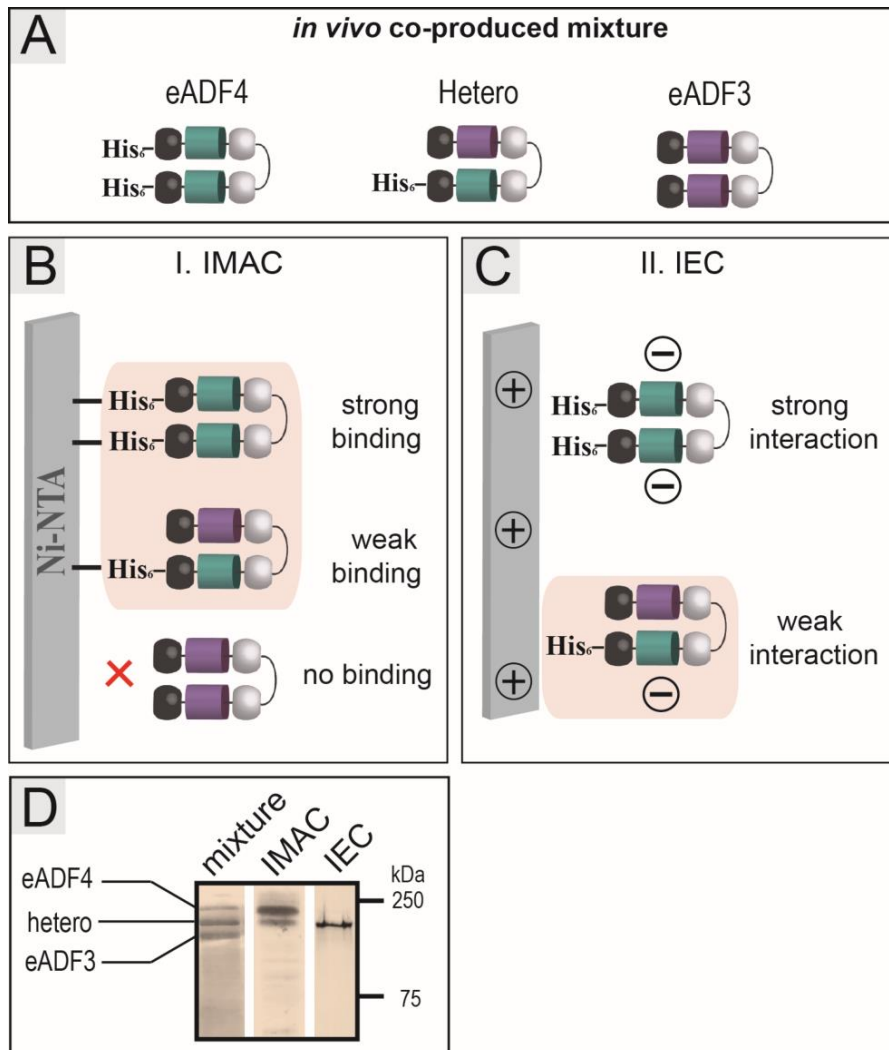 A
in vivo co-produced mixture
eADF4
Hetero
eADF3
His₆
His₆
His₆
B
I. IMAC
Ni-NTA
His₆
His₆
strong
binding
His₆
weak
binding
no binding
C
II. IEC
+
+
+
−
His₆
His₆
−
strong
interaction
His₆
−
weak
interaction
D
mixture
IMAC
IEC
kDa
eADF4
hetero
eADF3
250
75